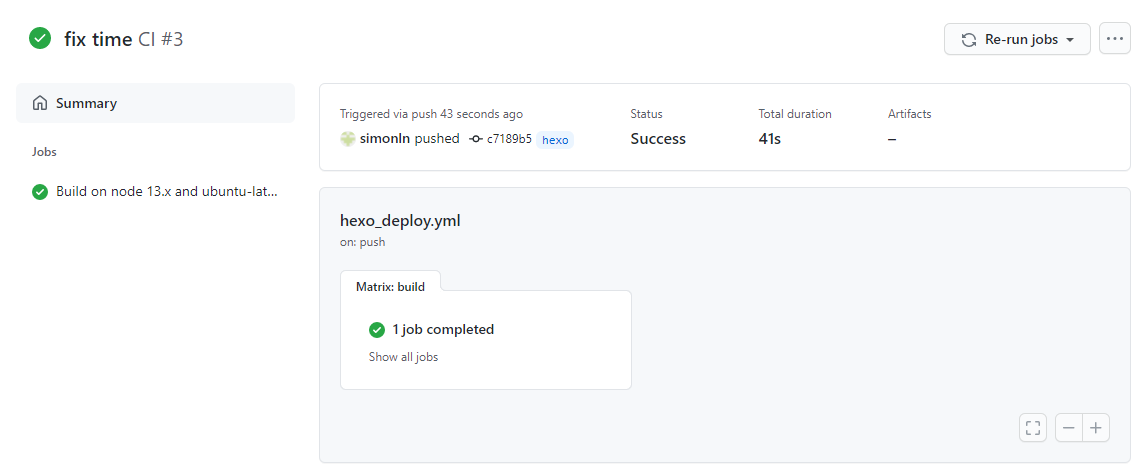 fix time CI #3
Re-run jobs
Summary
Jobs
Build on node 13.x and ubuntu-lat...
Triggered via push 43 seconds ago
simonln pushed c7189b5 hexo
Status
Success
Total duration
41s
Artifacts
–
hexo_deploy.yml
on: push
Matrix: build
1 job completed
Show all jobs